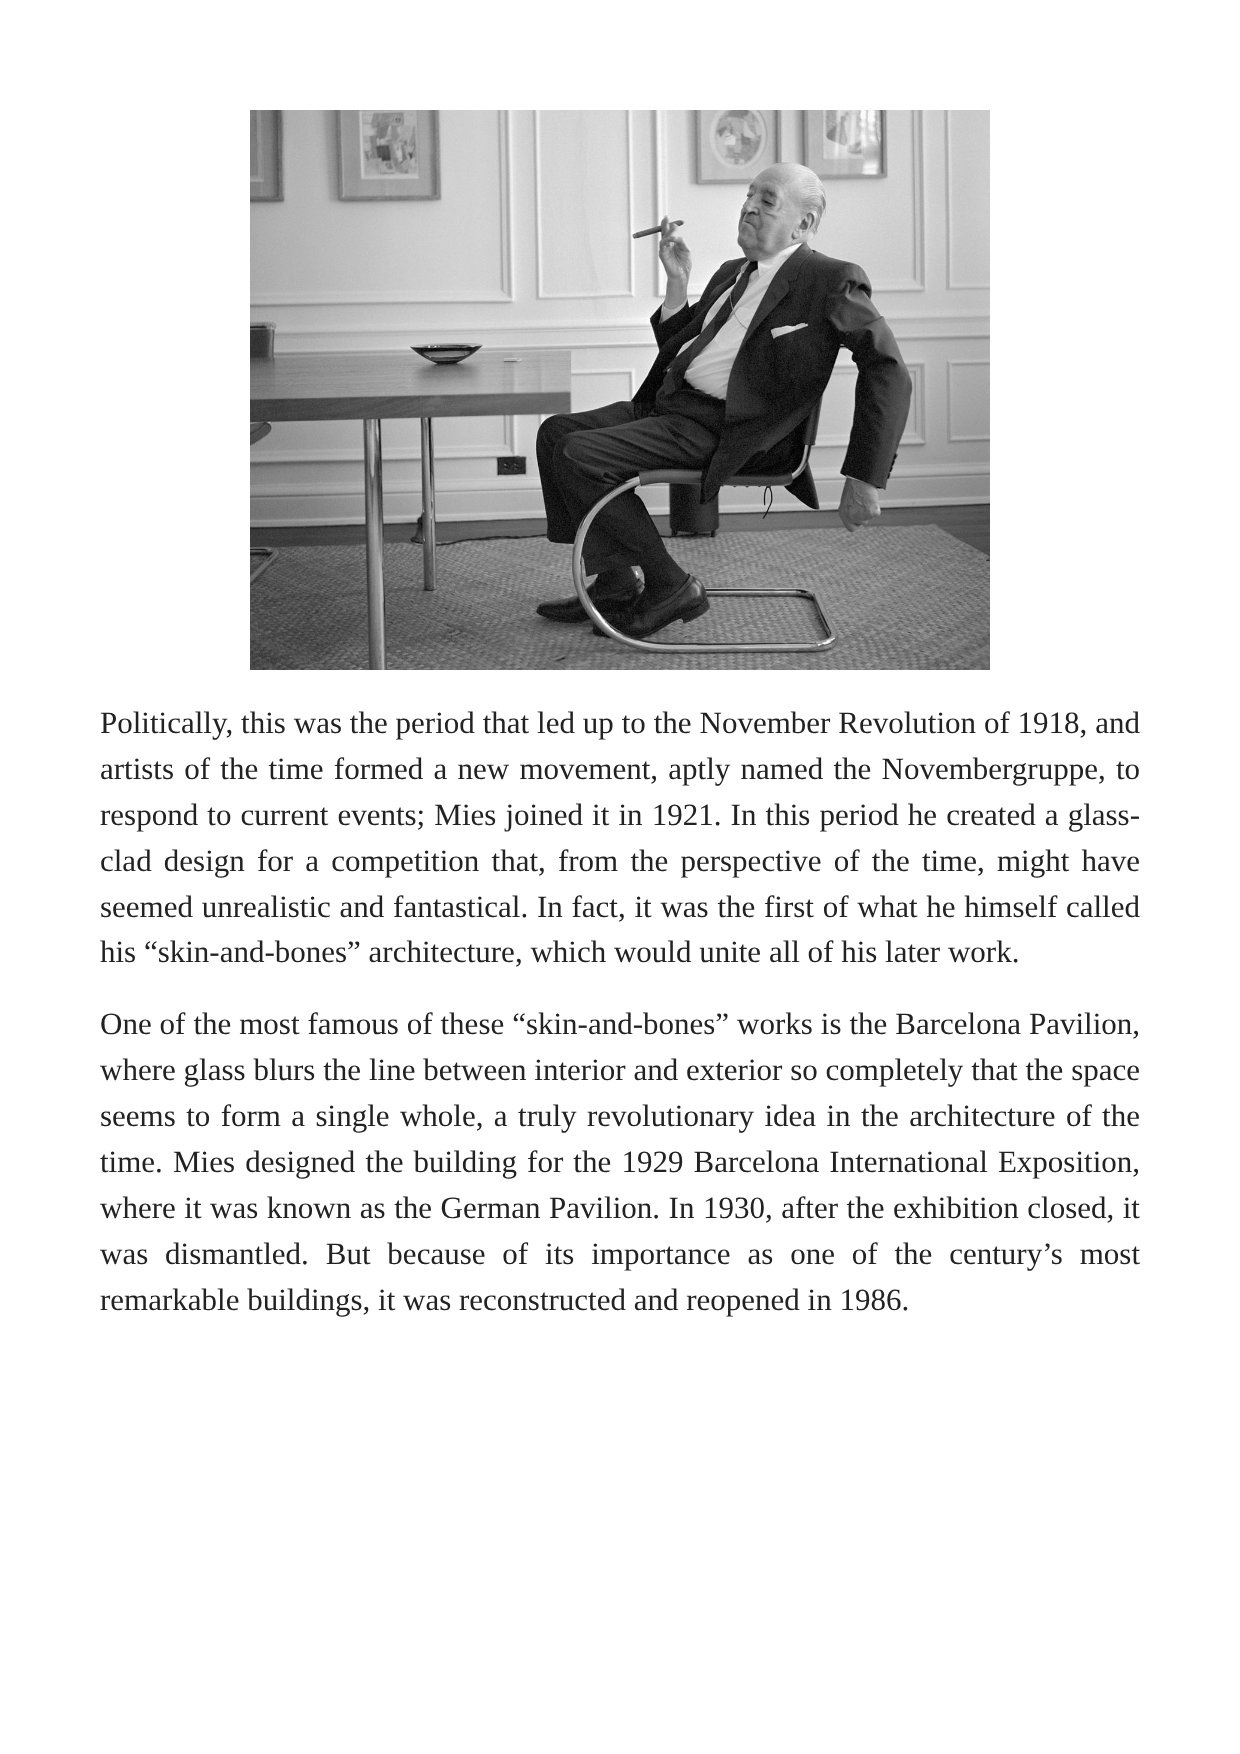 Politically, this was the period that led up to the November Revolution of 1918, and
artists of the time formed a new movement, aptly named the Novembergruppe, to
respond to current events; Mies joined it in 1921. In this period he created a glass-
clad design for a competition that, from the perspective of the time, might have
seemed unrealistic and fantastical. In fact, it was the first of what he himself called
his “skin-and-bones” architecture, which would unite all of his later work.
One of the most famous of these “skin-and-bones” works is the Barcelona Pavilion,
where glass blurs the line between interior and exterior so completely that the space
seems to form a single whole, a truly revolutionary idea in the architecture of the
time. Mies designed the building for the 1929 Barcelona International Exposition,
where it was known as the German Pavilion. In 1930, after the exhibition closed, it
was dismantled. But because of its importance as one of the century’s most
remarkable buildings, it was reconstructed and reopened in 1986.